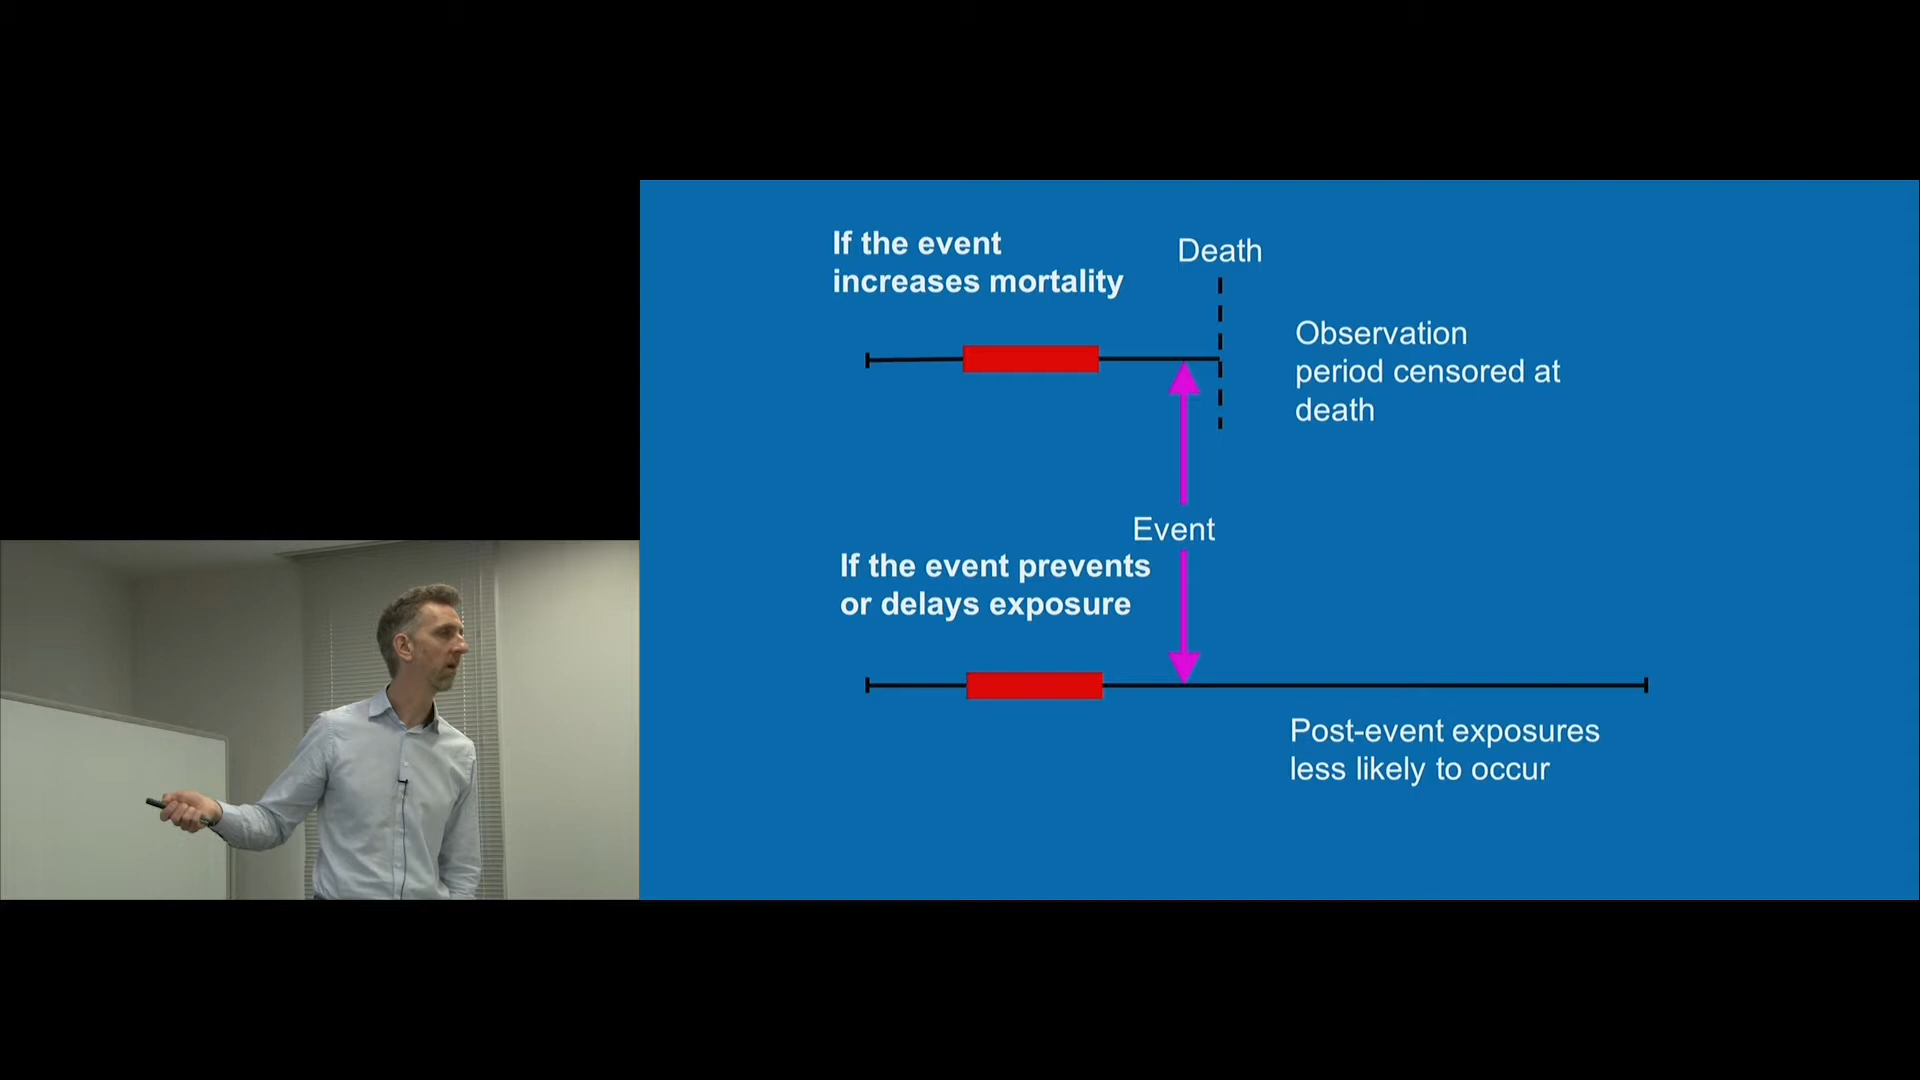 If the event
increases mortality
Death
Observation
period censored at
death
Event
If the event prevents
or delays exposure
Post-event exposures
less likely to occur